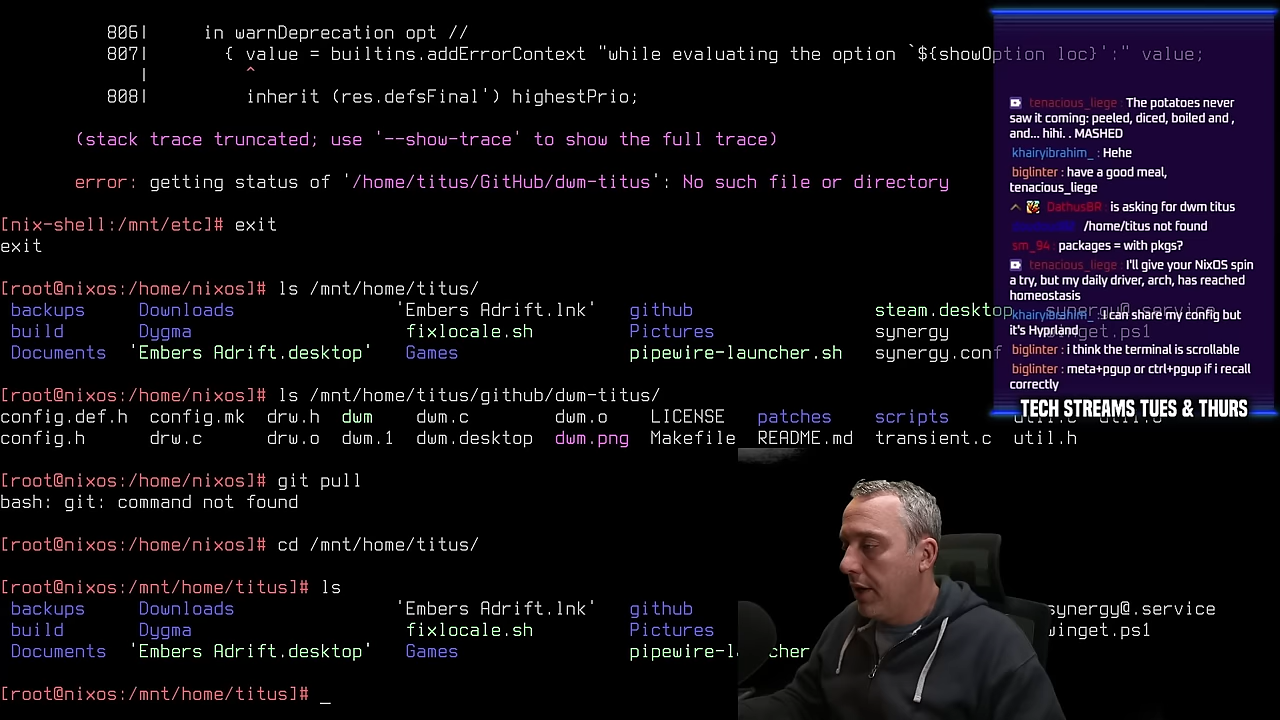 806|     in warnDeprecation opt //
807|       { value = builtins.addErrorContext "while evaluating the option `${showOption loc}':" value;
|         ^
808|         inherit (res.defsFinal') highestPrio;
(stack trace truncated; use '--show-trace' to show the full trace)
error: getting status of '/home/titus/GitHub/dwm-titus': No such file or directory
[nix-shell:/mnt/etc]# exit
exit
[root@nixos:/home/nixos]# ls /mnt/home/titus/
backups   Downloads   'Embers Adrift.lnk'   github   steam.desktop   synergy@.service
build   Dygma   fixlocale.sh   Pictures   synergy   winget.ps1
Documents   'Embers Adrift.desktop'   Games   pipewire-launcher.sh   synergy.conf
[root@nixos:/home/nixos]# ls /mnt/home/titus/github/dwm-titus/
config.def.h   config.mk   drw.h   dwm   dwm.c   dwm.o   LICENSE   patches   scripts
config.h   drw.c   drw.o   dwm.1   dwm.desktop   dwm.png   Makefile   README.md   transient.c   util.h
[root@nixos:/home/nixos]# git pull
bash: git: command not found
[root@nixos:/home/nixos]# cd /mnt/home/titus/
[root@nixos:/mnt/home/titus]# ls
backups   Downloads   'Embers Adrift.lnk'   github   synergy@.service
build   Dygma   fixlocale.sh   Pictures   winget.ps1
Documents   'Embers Adrift.desktop'   Games   pipewire-launcher
[root@nixos:/mnt/home/titus]# _
tenacious_liege : The potatoes never
saw it coming: peeled, diced, boiled and ,
and... hihi. . MASHED
khairyibrahim_ : Hehe
biglinter : have a good meal,
tenacious_liege
DathusBR : is asking for dwm titus
/home/titus not found
sm_94 : packages = with pkgs?
tenacious_liege : I'll give your NixOS spin
a try, but my daily driver, arch, has reached
homeostasis
khairyibrahim_ : I can share my config but
it's Hyprland
biglinter : i think the terminal is scrollable
biglinter : meta+pgup or ctrl+pgup if i recall
correctly
TECH STREAMS TUES & THURS